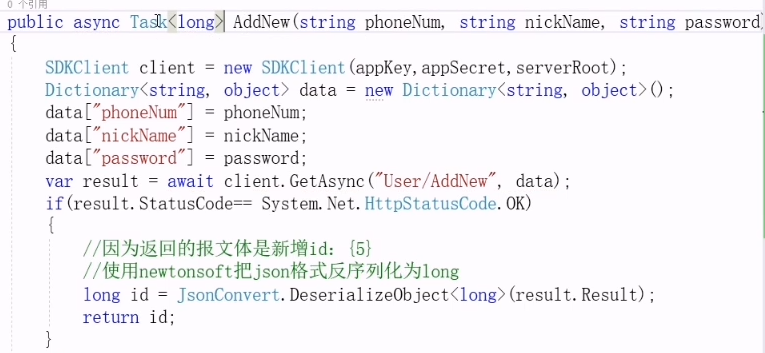 0 个引用
public async Task<long> AddNew(string phoneNum, string nickName, string password
{
SDKClient client = new SDKClient(appKey,appSecret,serverRoot);
Dictionary<string, object> data = new Dictionary<string, object>();
data["phoneNum"] = phoneNum;
data["nickName"] = nickName;
data["password"] = password;
var result = await client.GetAsync("User/AddNew", data);
if(result.StatusCode== System.Net.HttpStatusCode.OK)
{
//因为返回的报文体是新增id: {5}
//使用newtonsoft把json格式反序列化为long
long id = JsonConvert.DeserializeObject<long>(result.Result);
return id;
}